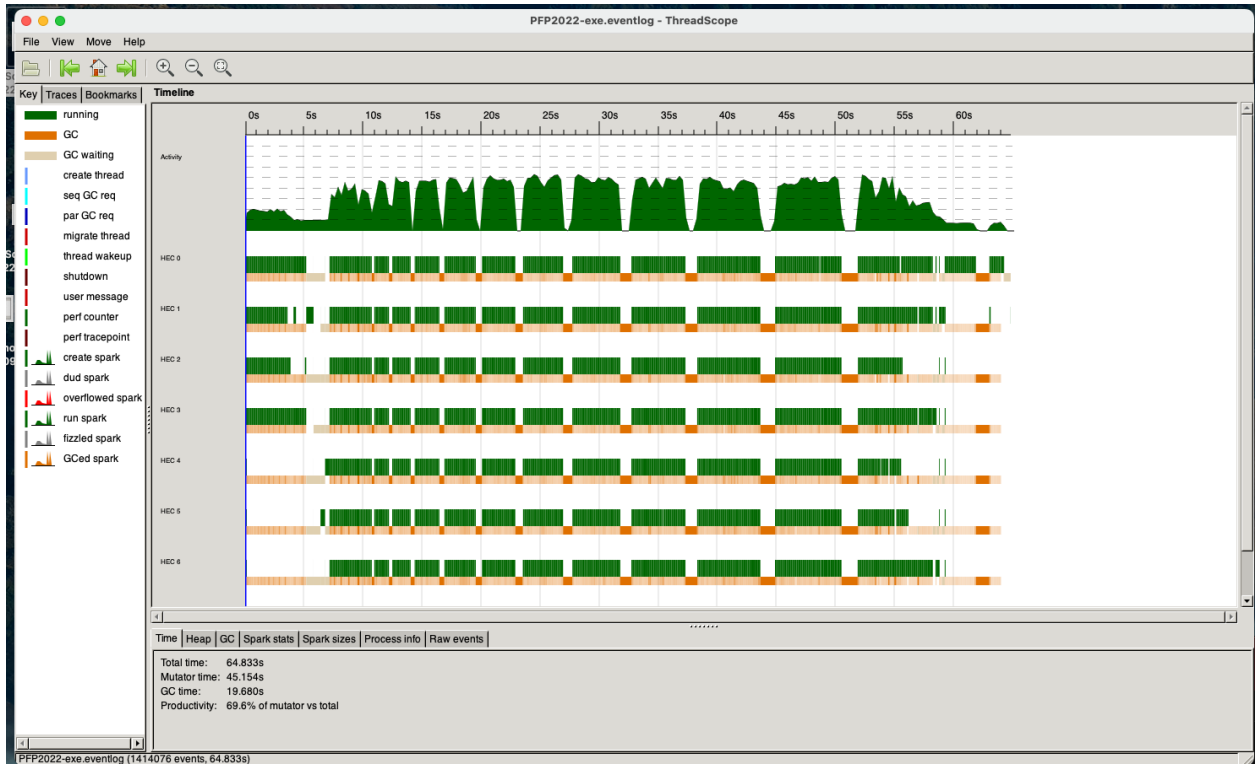 PFP2022-exe.eventlog - ThreadScope
File View Move Help
Key Traces Bookmarks
running
GC
GC waiting
create thread
seq GC req
par GC req
migrate thread
thread wakeup
shutdown
user message
perf counter
perf tracepoint
create spark
dud spark
overflowed spark
run spark
fizzled spark
GCed spark
Timeline
0s 5s 10s 15s 20s 25s 30s 35s 40s 45s 50s 55s 60s
Activity
HEC 0
HEC 1
HEC 2
HEC 3
HEC 4
HEC 5
HEC 6
Time Heap GC Spark stats Spark sizes Process info Raw events
Total time: 64.833s
Mutator time: 45.154s
GC time: 19.680s
Productivity: 69.6% of mutator vs total
PFP2022-exe.eventlog (1414076 events, 64.833s)